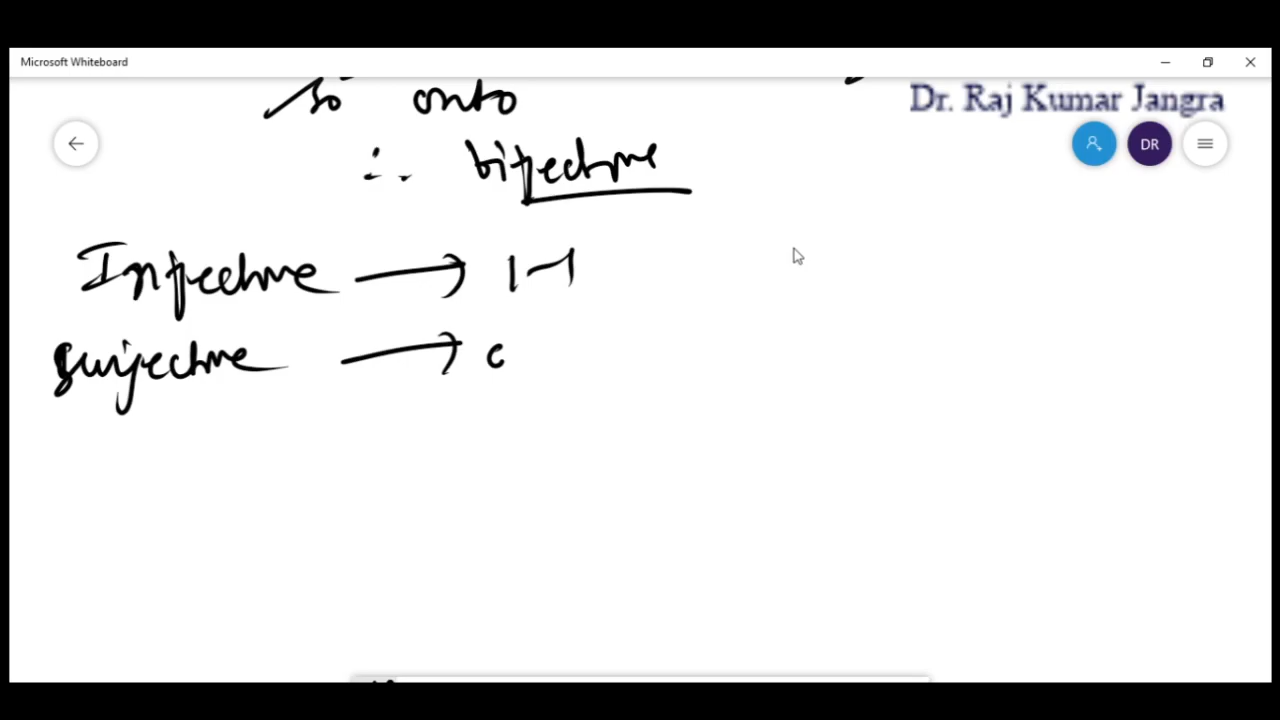 Microsoft Whiteboard
so onto
Dr. Raj Kumar Jangra
DR
∴ bijective
Injective → 1-1
Surjective → o